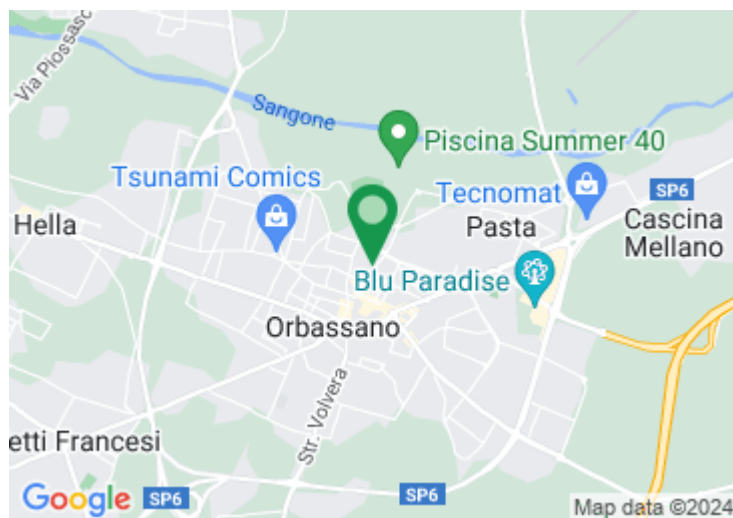 Via Piossasc
Sangone
Piscina Summer 40
Tsunami Comics
Tecnomat
SP6
Hella
Pasta
Cascina
Mellano
Blu Paradise
Orbassano
Str. Volvera
etti Francesi
Google
SP6
SP6
Map data ©2024